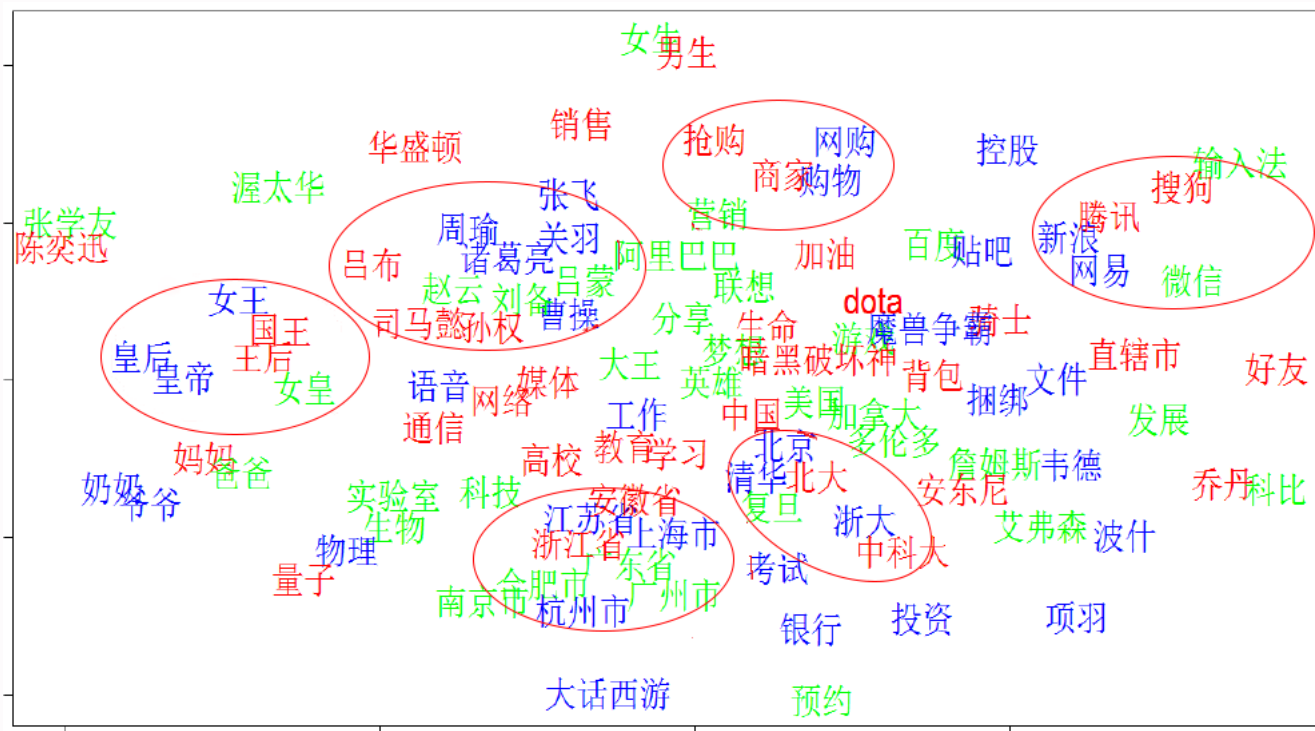 女生
男生
销售
华盛顿
抢购
网购
控股
输入法
商家
购物
搜狗
渥太华
张飞
张学友
陈奕迅
周瑜
关羽
营销
腾讯
新浪
吕布
诸葛亮
阿里巴巴
加油
百度
贴吧
网易
微信
赵云
刘备
吕蒙
联想
女王
国王
司马懿
孙权
曹操
分享
生命
dota
魔兽争霸
骑士
游戏
皇后
皇帝
王后
女皇
大王
梦想
暗黑破坏神
直辖市
好友
语音
网络
媒体
英雄
背包
文件
捆绑
通信
工作
中国
美国
加拿大
多伦多
发展
妈妈
爸爸
高校
教育
学习
北京
奶奶
爷爷
实验室
科技
安徽省
清华
北大
安东尼
詹姆斯
韦德
乔丹
科比
生物
江苏省
上海市
复旦
浙大
艾弗森
波什
物理
浙江省
广东省
中科大
量子
南京市
合肥市
广州市
考试
杭州市
银行
投资
项羽
大话西游
预约